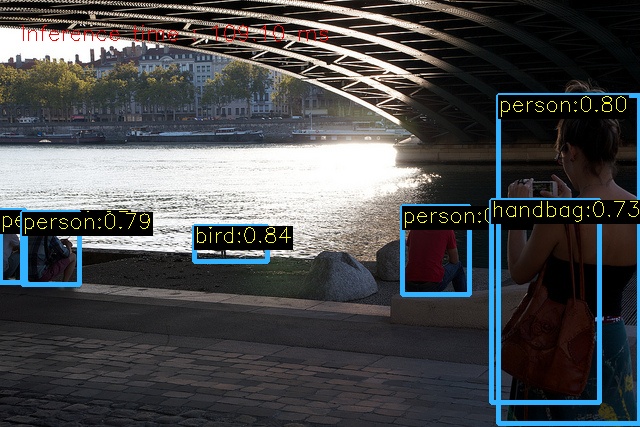 Inference time : 109.10 ms
person:0.80
handbag:0.73
person:0
pe
person:0.79
bird:0.84